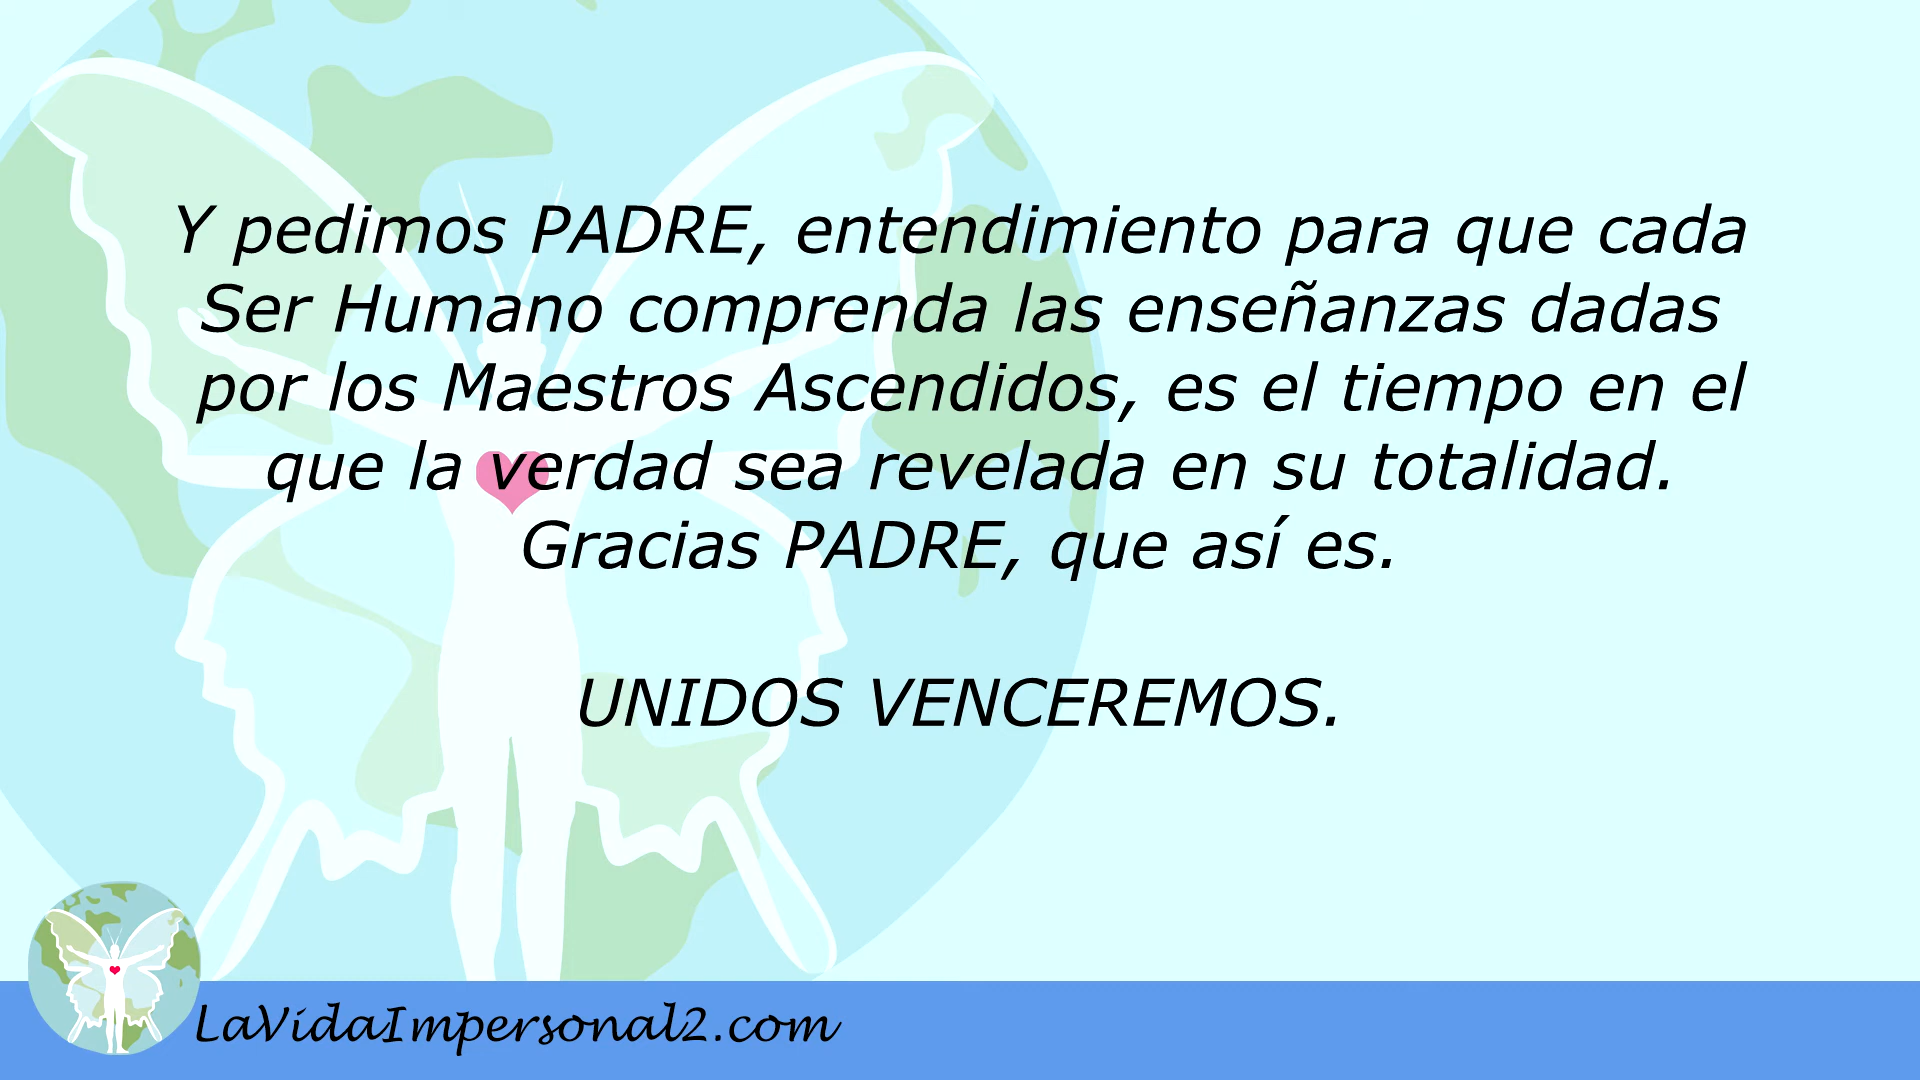 Y pedimos PADRE, entendimiento para que cada
Ser Humano comprenda las enseñanzas dadas
por los Maestros Ascendidos, es el tiempo en el
que la verdad sea revelada en su totalidad.
Gracias PADRE, que así es.
UNIDOS VENCEREMOS.
LaVidaImpersonal2.com